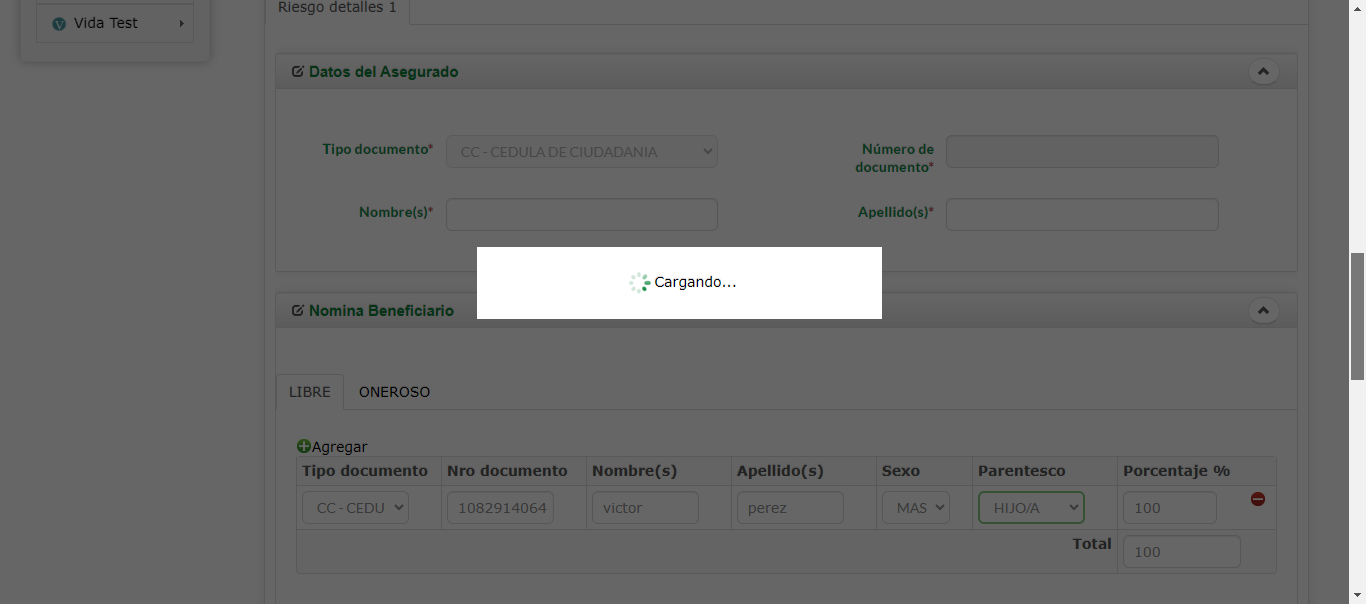 Riesgo detalles 1
Vida Test
Datos del Asegurado
Tipo documento*
CC - CEDULA DE CIUDADANIA
Número de
documento*
Nombre(s)*
Apellido(s)*
Cargando...
Nomina Beneficiario
LIBRE
ONEROSO
Agregar
Tipo documento Nro documento Nombre(s) Apellido(s) Sexo Parentesco Porcentaje %
CC - CEDU 1082914064 victor perez MAS HIJO/A 100
Total 100